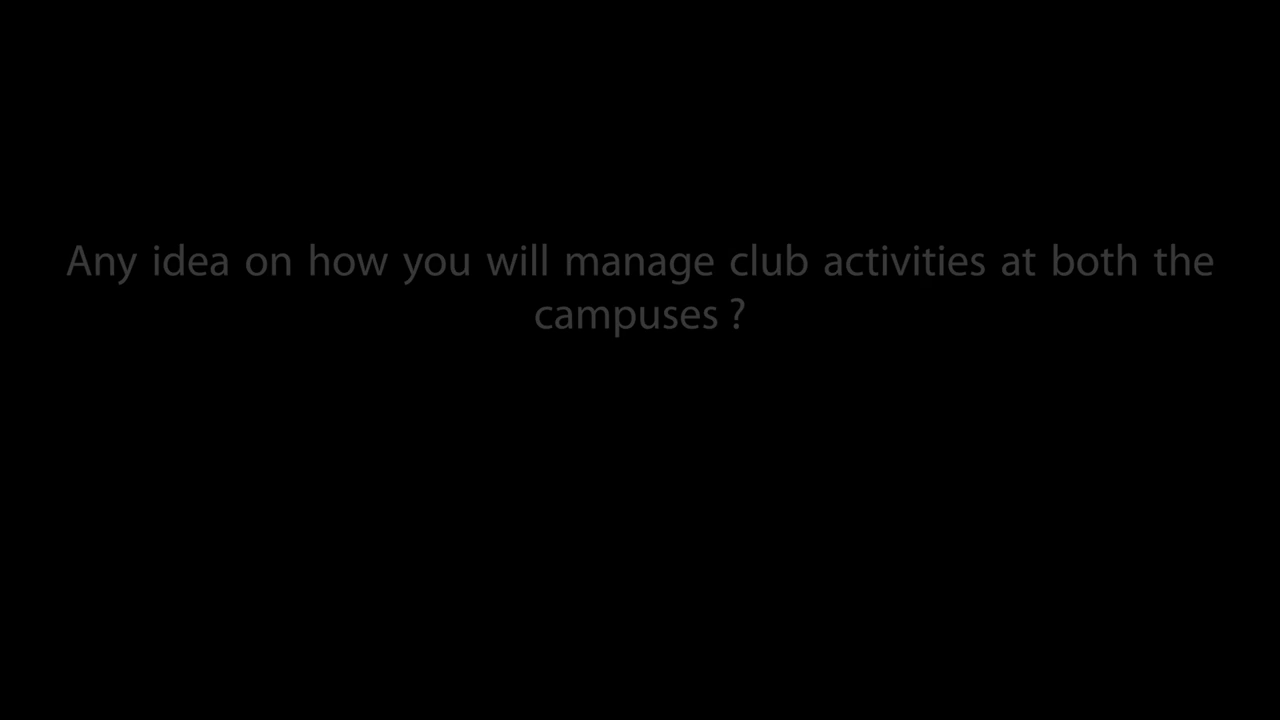 Any idea on how you will manage club activities at both the
campuses ?